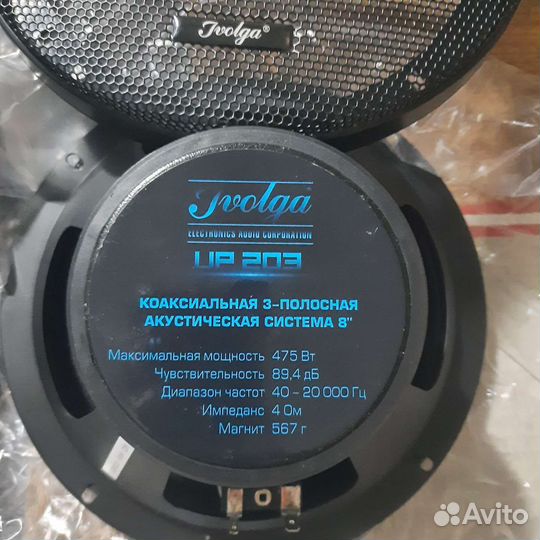 Ivolga®
Ivolga®
ELECTRONICS AUDIO CORPORATION
UP 203
КОАКСИАЛЬНАЯ 3-ПОЛОСНАЯ
АКУСТИЧЕСКАЯ СИСТЕМА 8"
Максимальная мощность 475 Вт
Чувствительность 89,4 дБ
Диапазон частот 40 – 20 000 Гц
Импеданс 4 Ом
Магнит 567 г
Avito